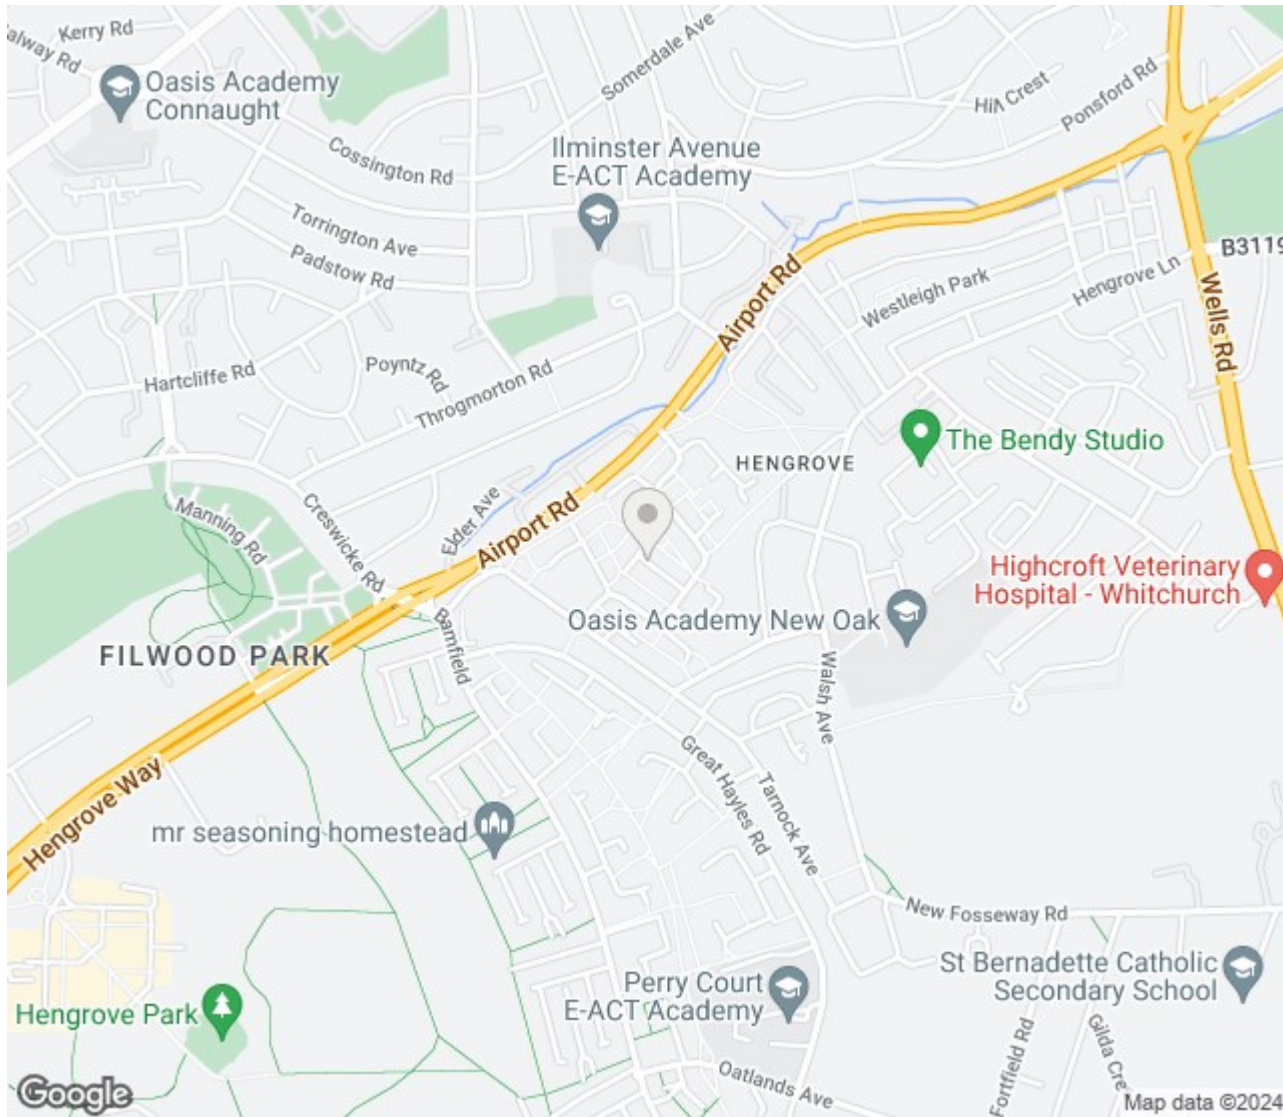 Kerry Rd
Galway Rd
Oasis Academy
Connaught
Somerdale Ave
Hill Crest
Ponsford Rd
Cossington Rd
Ilminster Avenue
E-ACT Academy
Torrington Ave
Padstow Rd
Airport Rd
Westleigh Park
Hengrove Ln
B3119
Wells Rd
Hartcliffe Rd
Poyntz Rd
Throgmorton Rd
The Bendy Studio
HENGROVE
Manning Rd
Creswicke Rd
Elder Ave
Airport Rd
Highcroft Veterinary
Hospital - Whitchurch
Oasis Academy New Oak
FILWOOD PARK
Bamfield
Walsh Ave
Great Hayles Rd
Tarnock Ave
Hengrove Way
mr seasoning homestead
New Fosseway Rd
St Bernadette Catholic
Secondary School
Perry Court
E-ACT Academy
Hengrove Park
Fortfield Rd
Gilda Cre
Oatlands Ave
Google
Map data ©2024